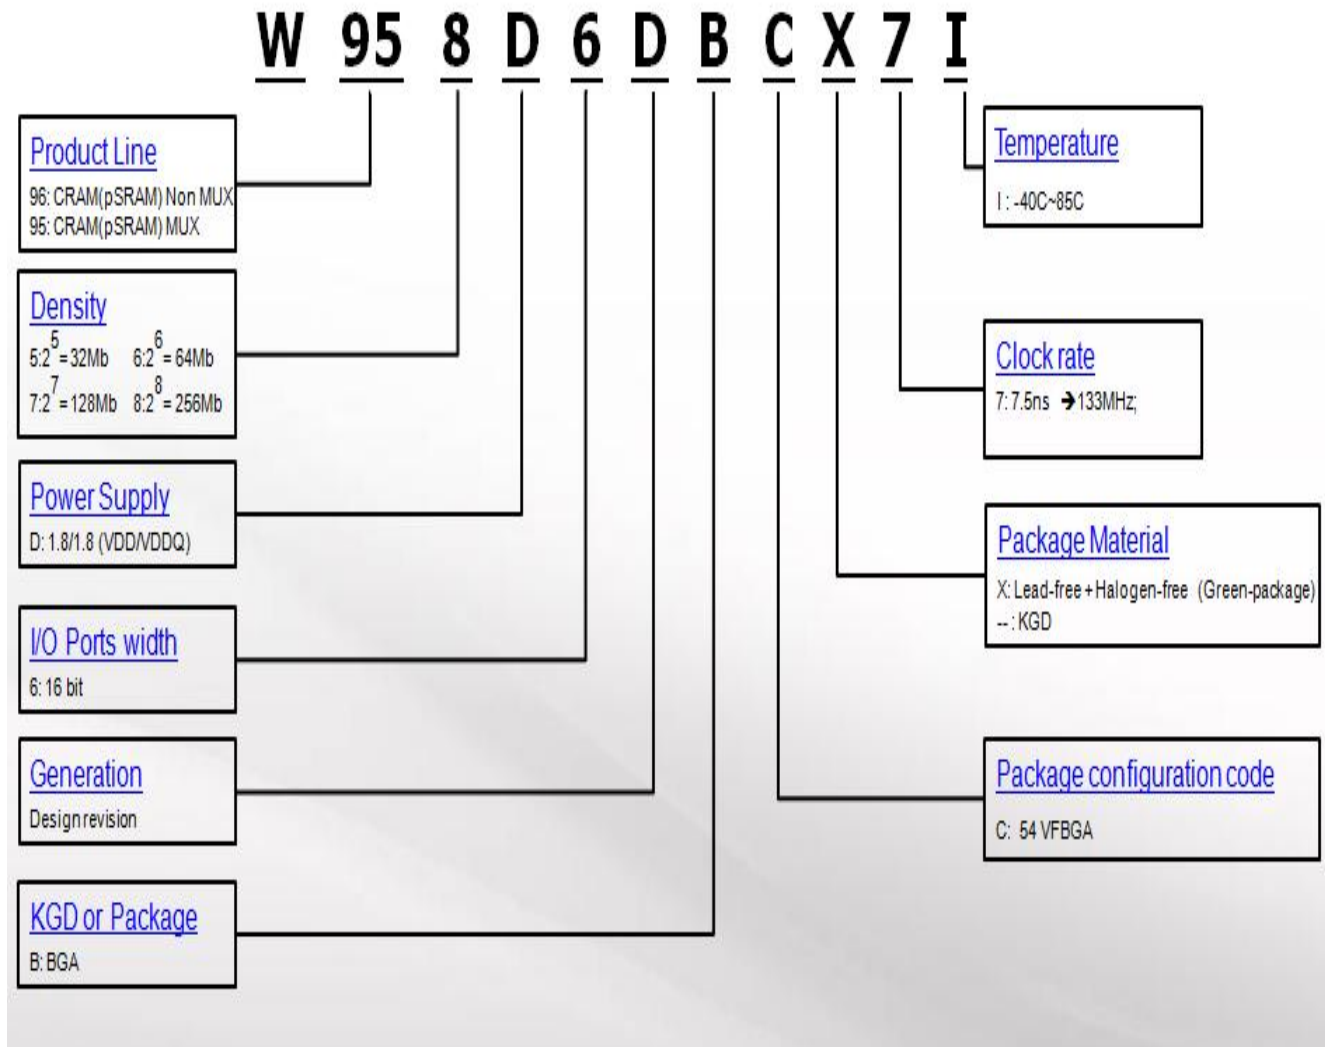 W 95 8 D 6 D B C X 7 I
Product Line
96: CRAM(pSRAM) Non MUX
95: CRAM(pSRAM) MUX
Density
5:2^5 = 32Mb 6:2^6 = 64Mb
7:2^7 = 128Mb 8:2^8 = 256Mb
Power Supply
D: 1.8/1.8 (VDD/VDDQ)
I/O Ports width
6: 16 bit
Generation
Design revision
KGD or Package
B: BGA
Temperature
I : -40C~85C
Clock rate
7: 7.5ns ➔133MHz;
Package Material
X: Lead-free + Halogen-free (Green-package)
-- : KGD
Package configuration code
C: 54 VFBGA